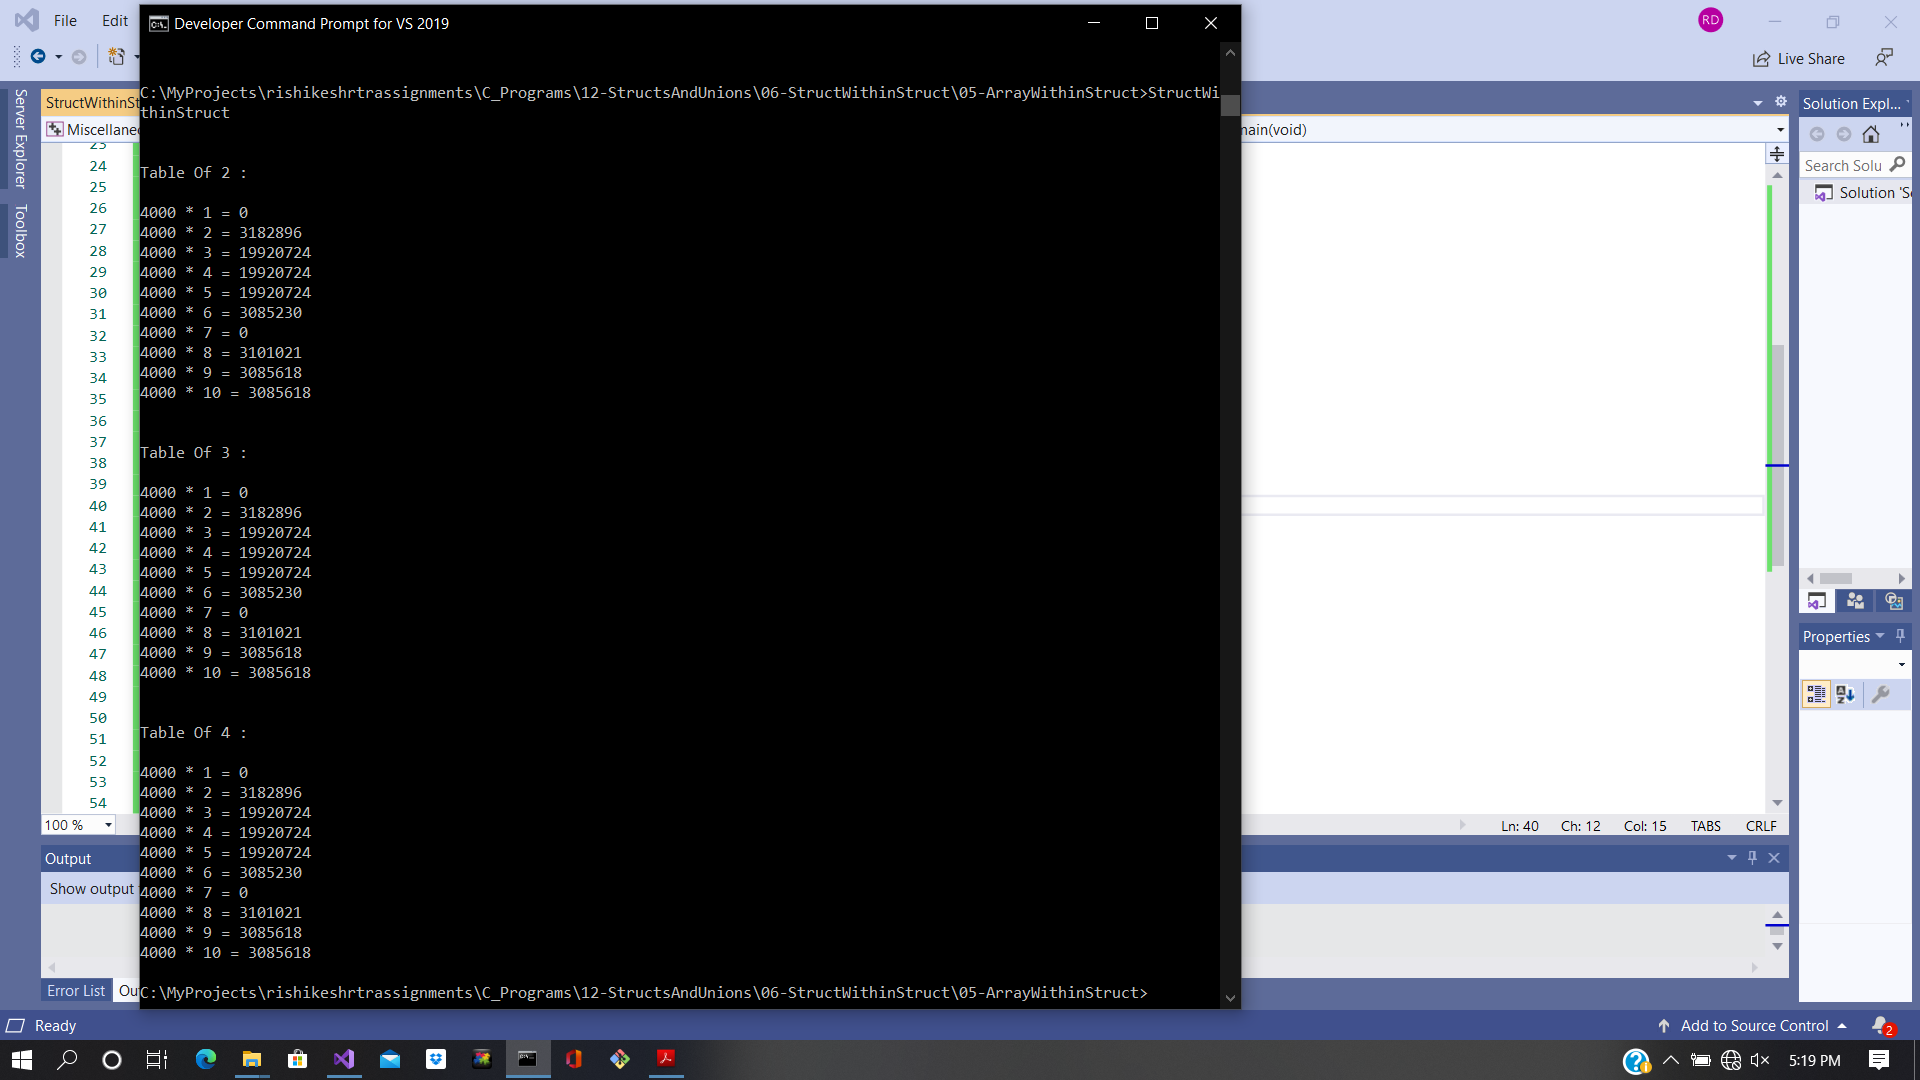 File Edit
Developer Command Prompt for VS 2019
RD
Live Share
Server Explorer
Toolbox
StructWithinSt
Miscellane
main(void)
C:\MyProjects\rishikeshrtrassignments\C_Programs\12-StructsAndUnions\06-StructWithinStruct\05-ArrayWithinStruct>StructWi
thinStruct
Table Of 2 :
4000 * 1 = 0
4000 * 2 = 3182896
4000 * 3 = 19920724
4000 * 4 = 19920724
4000 * 5 = 19920724
4000 * 6 = 3085230
4000 * 7 = 0
4000 * 8 = 3101021
4000 * 9 = 3085618
4000 * 10 = 3085618
Table Of 3 :
4000 * 1 = 0
4000 * 2 = 3182896
4000 * 3 = 19920724
4000 * 4 = 19920724
4000 * 5 = 19920724
4000 * 6 = 3085230
4000 * 7 = 0
4000 * 8 = 3101021
4000 * 9 = 3085618
4000 * 10 = 3085618
Table Of 4 :
4000 * 1 = 0
4000 * 2 = 3182896
4000 * 3 = 19920724
4000 * 4 = 19920724
4000 * 5 = 19920724
4000 * 6 = 3085230
4000 * 7 = 0
4000 * 8 = 3101021
4000 * 9 = 3085618
4000 * 10 = 3085618
C:\MyProjects\rishikeshrtrassignments\C_Programs\12-StructsAndUnions\06-StructWithinStruct\05-ArrayWithinStruct>
23
24
25
26
27
28
29
30
31
32
33
34
35
36
37
38
39
40
41
42
43
44
45
46
47
48
49
50
51
52
53
54
100 %
Ln: 40 Ch: 12 Col: 15 TABS CRLF
Output
Show output
Error List Ou
Solution Expl...
Search Solu
Solution 'S
Properties
Ready
Add to Source Control
2
5:19 PM